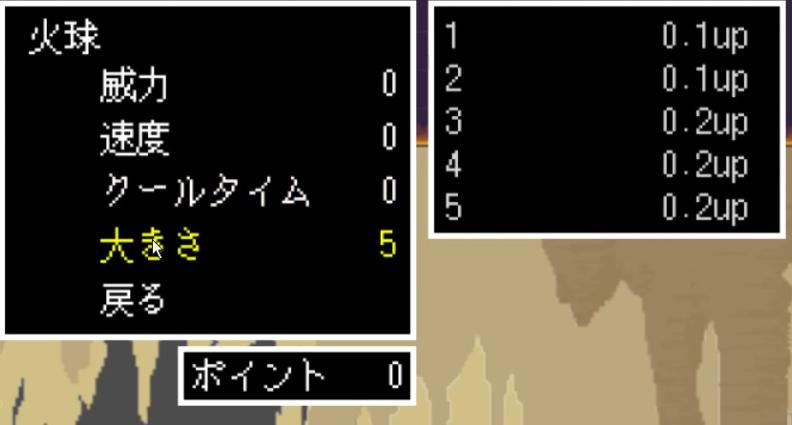 火球
威力 0
速度 0
クールタイム 0
大きさ 5
戻る
ポイント 0
1 0.1up
2 0.1up
3 0.2up
4 0.2up
5 0.2up